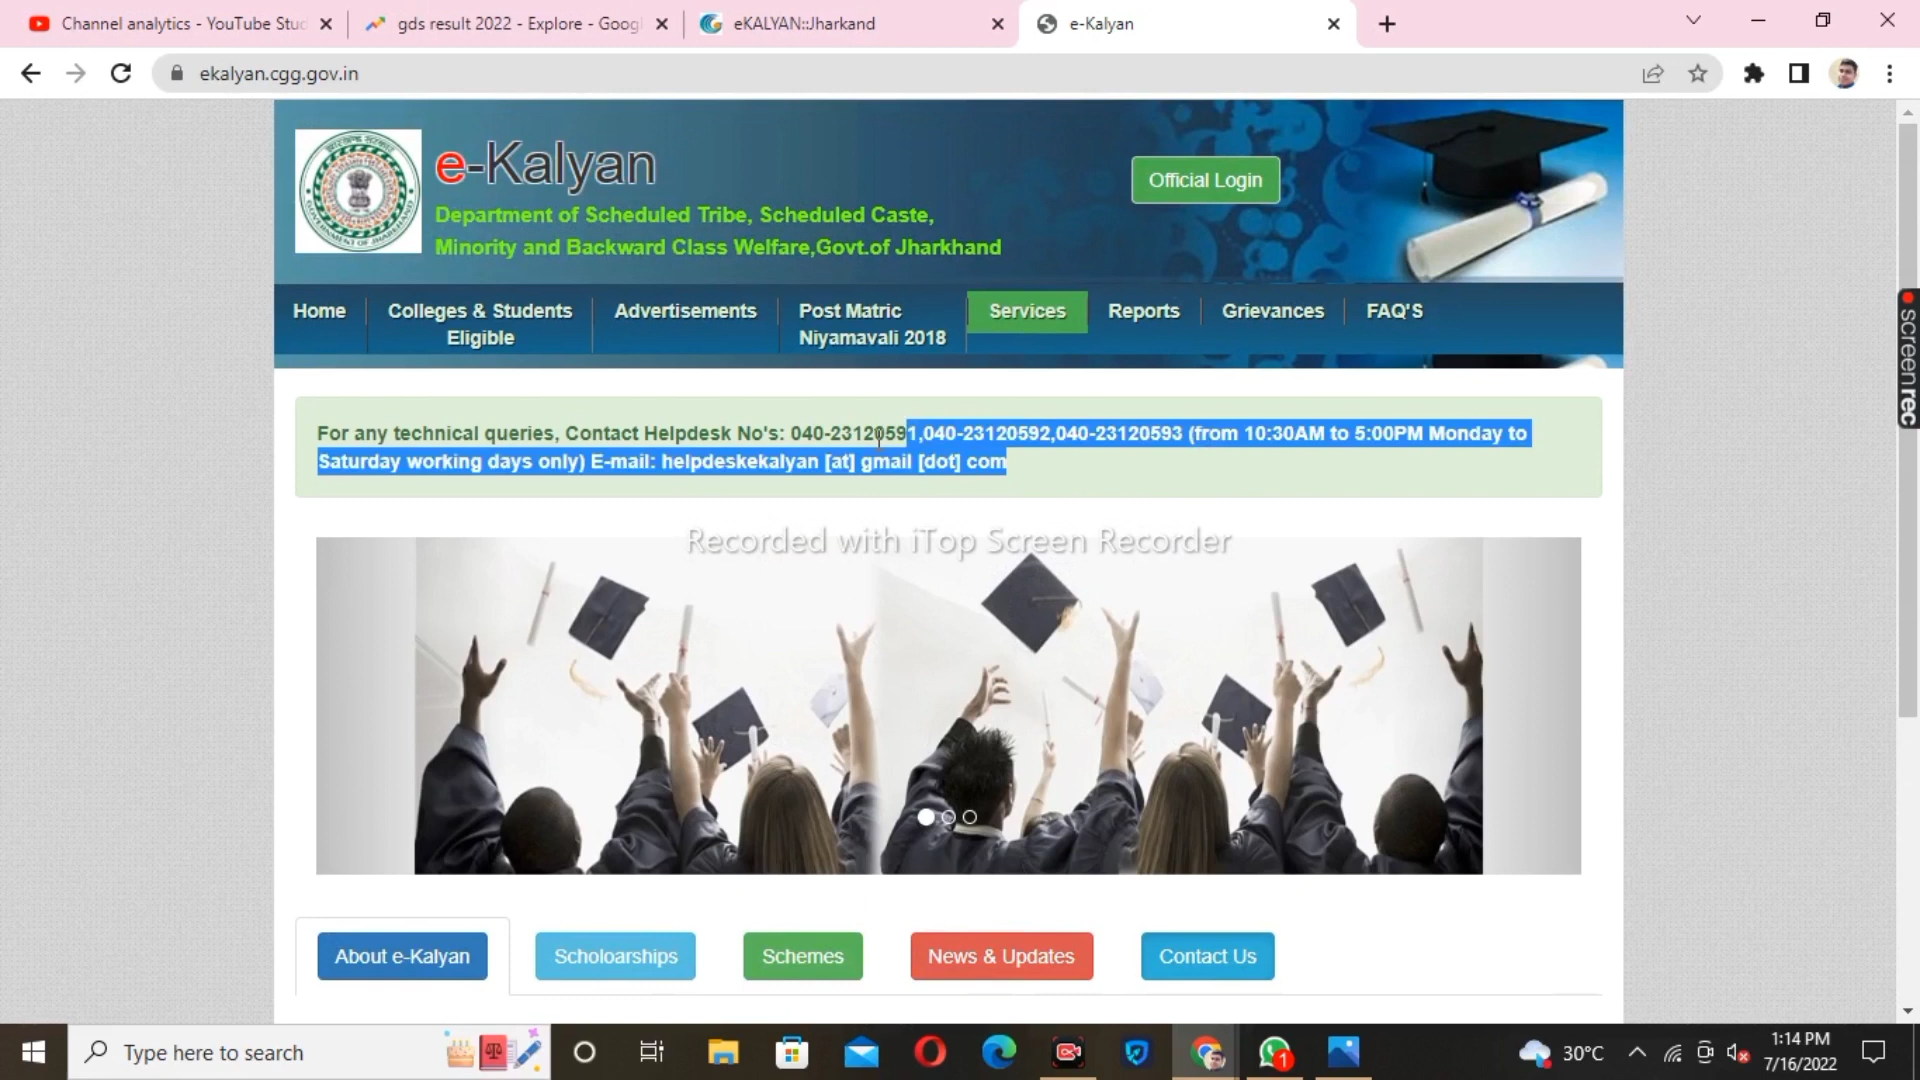 Channel analytics - YouTube Stud
gds result 2022 - Explore - Googl
eKALYAN::Jharkand
e-Kalyan
ekalyan.cgg.gov.in
e-Kalyan
Department of Scheduled Tribe, Scheduled Caste,
Minority and Backward Class Welfare,Govt.of Jharkhand
Official Login
Home
Colleges & Students
Eligible
Advertisements
Post Matric
Niyamavali 2018
Services
Reports
Grievances
FAQ'S
For any technical queries, Contact Helpdesk No's: 040-23120591,040-23120592,040-23120593 (from 10:30AM to 5:00PM Monday to
Saturday working days only) E-mail: helpdeskekalyan [at] gmail [dot] com
Recorded with iTop Screen Recorder
screenrec
About e-Kalyan
Scholoarships
Schemes
News & Updates
Contact Us
Type here to search
1
30°C
1:14 PM
7/16/2022